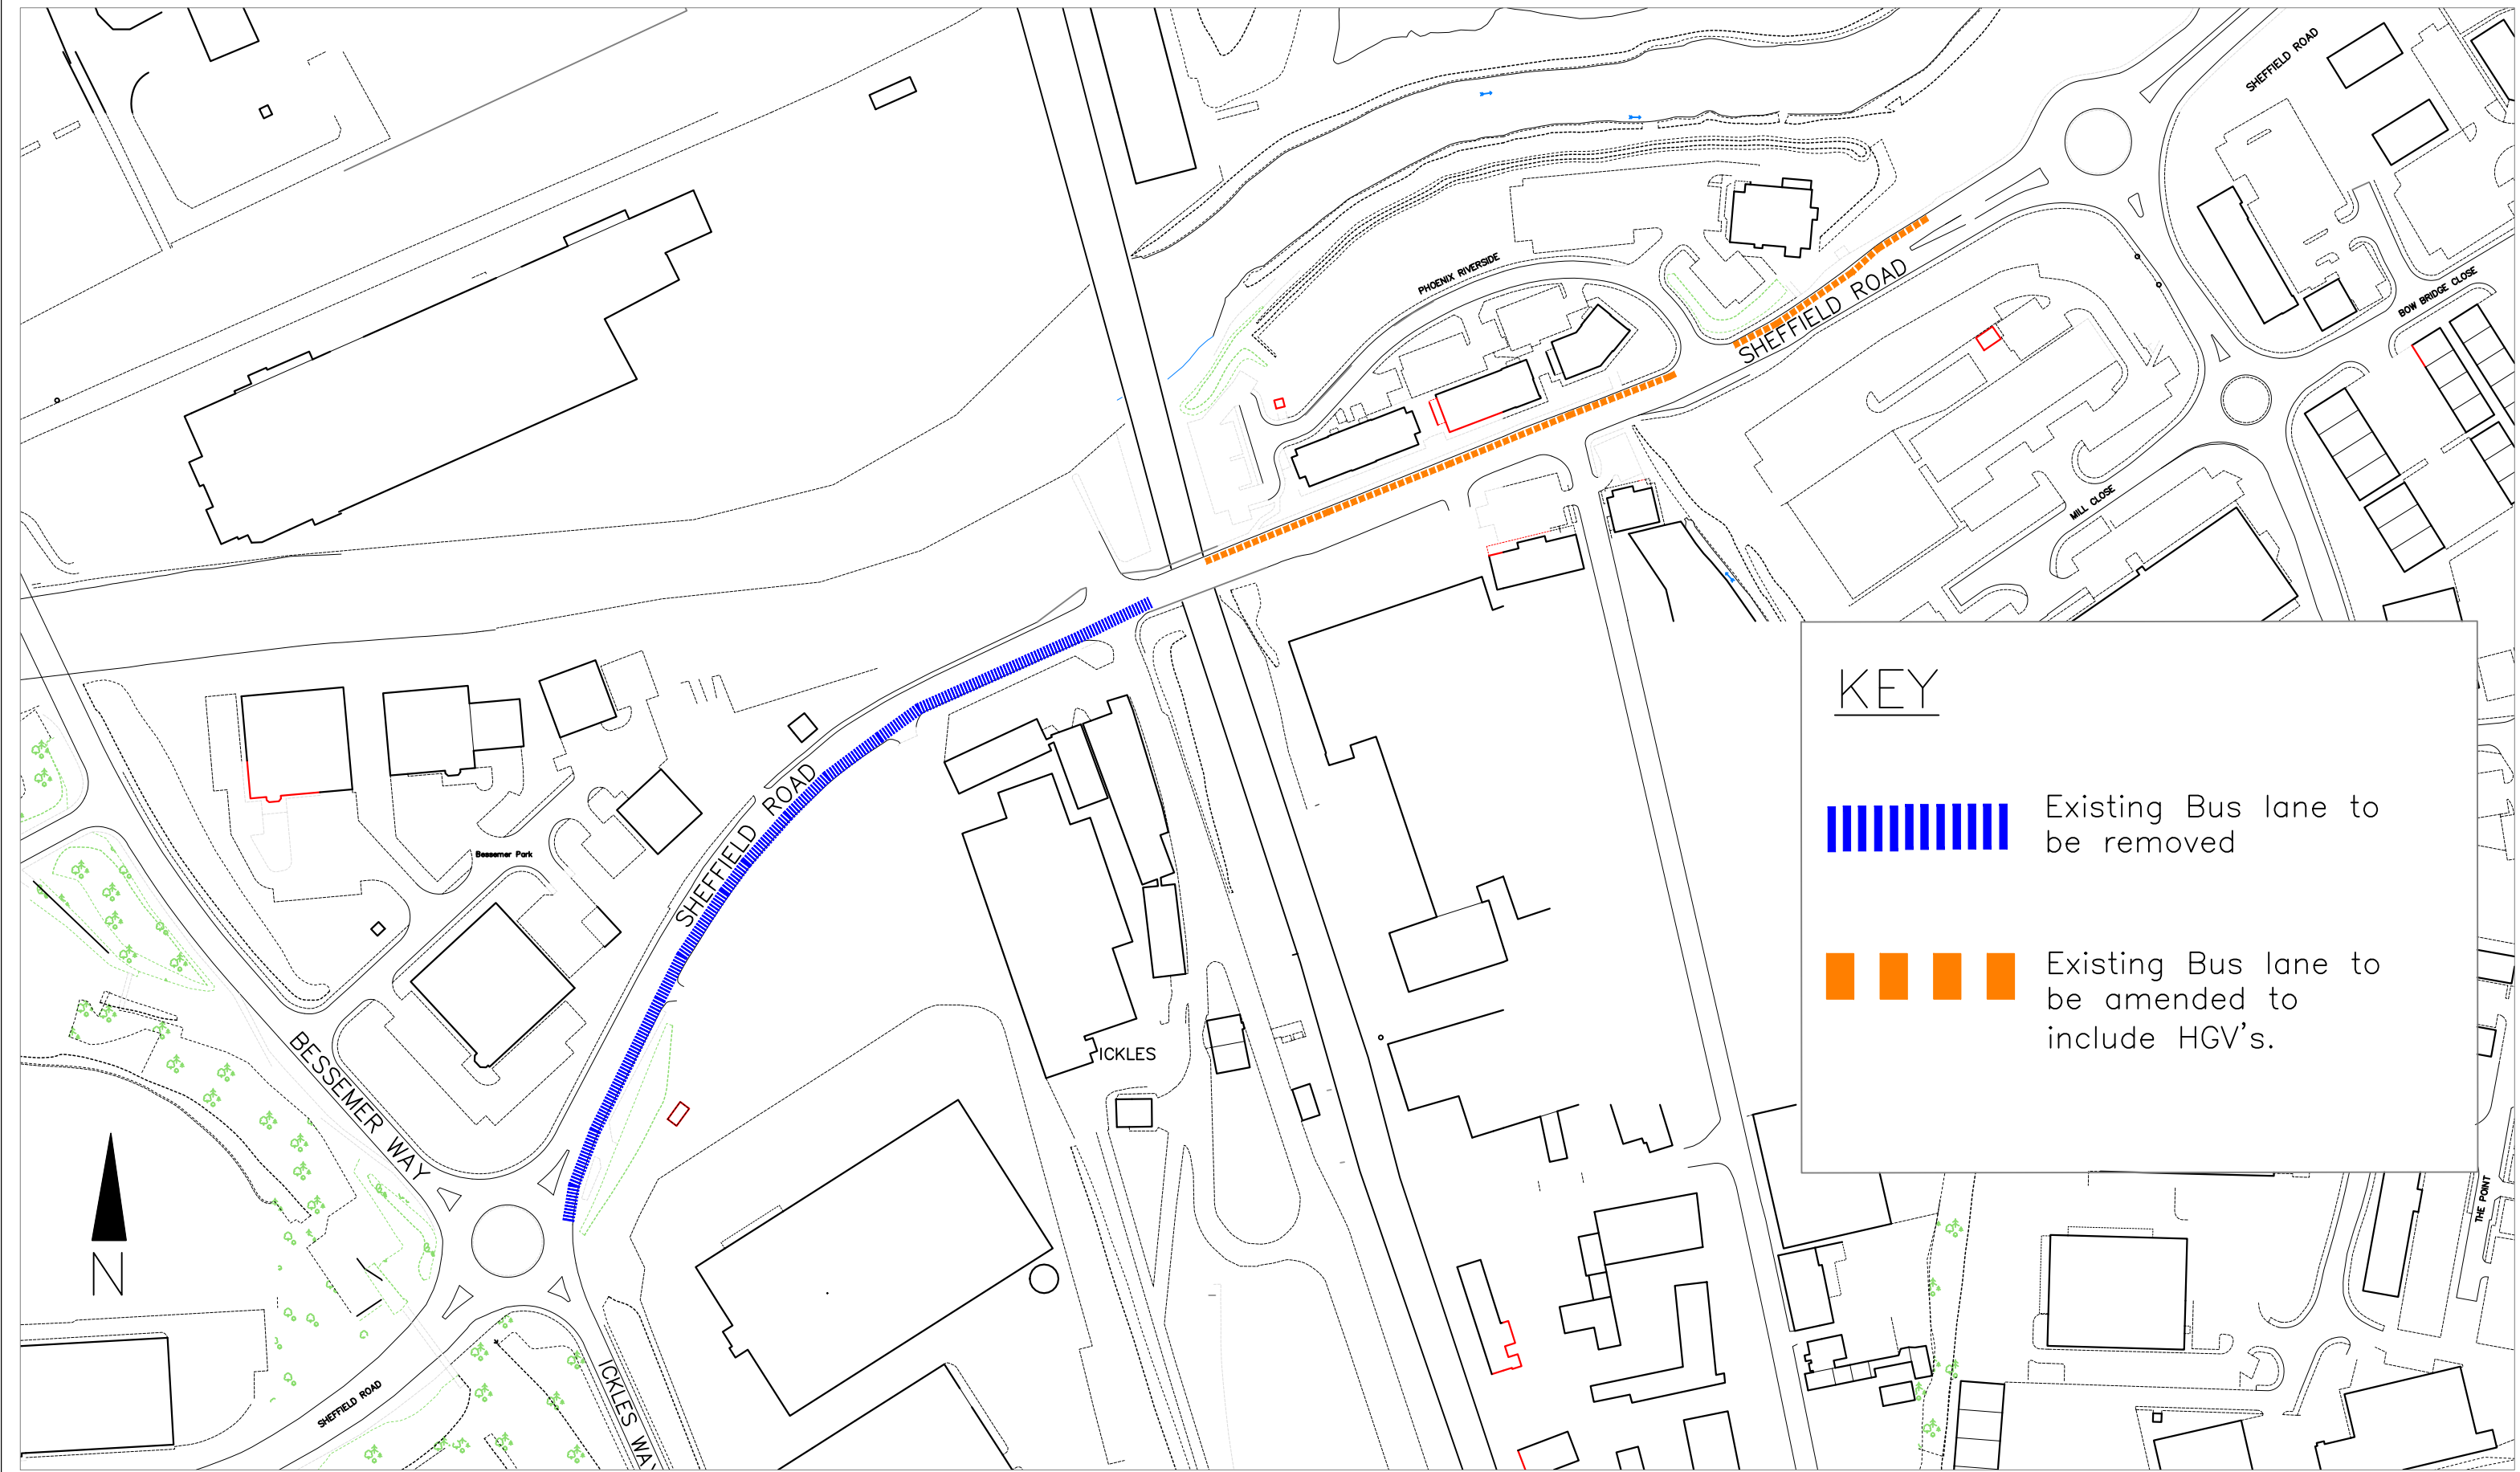 SHEFFIELD ROAD
PHOENIX RIVERSIDE
SHEFFIELD ROAD
BOW BRIDGE CLOSE
MILL CLOSE
KEY
Existing Bus lane to
be removed
Existing Bus lane to
be amended to
include HGV's.
SHEFFIELD ROAD
Bessemer Park
BESSEMER WAY
ICKLES
THE POINT
N
SHEFFIELD ROAD
ICKLES WAY